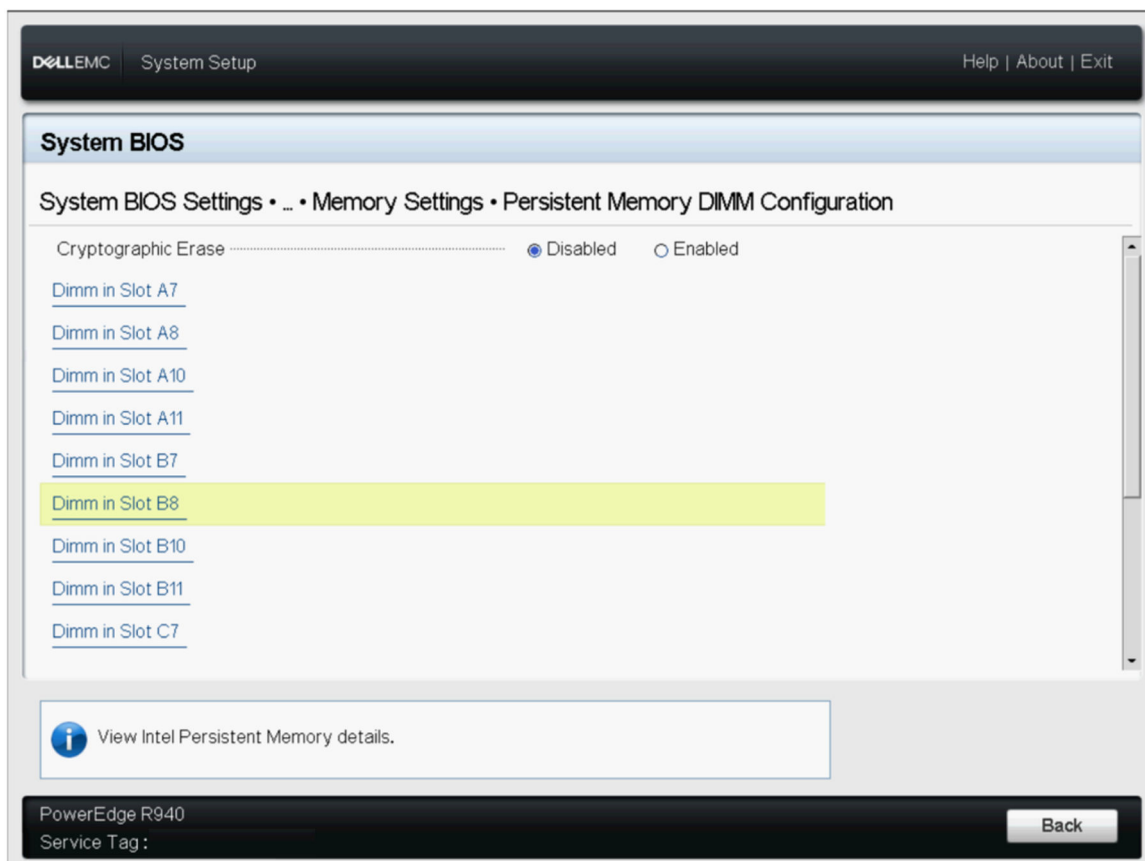 DELLEMC System Setup Help | About | Exit
System BIOS
System BIOS Settings • ... • Memory Settings • Persistent Memory DIMM Configuration
Cryptographic Erase Disabled Enabled
Dimm in Slot A7
Dimm in Slot A8
Dimm in Slot A10
Dimm in Slot A11
Dimm in Slot B7
Dimm in Slot B8
Dimm in Slot B10
Dimm in Slot B11
Dimm in Slot C7
View Intel Persistent Memory details.
PowerEdge R940
Service Tag :
Back